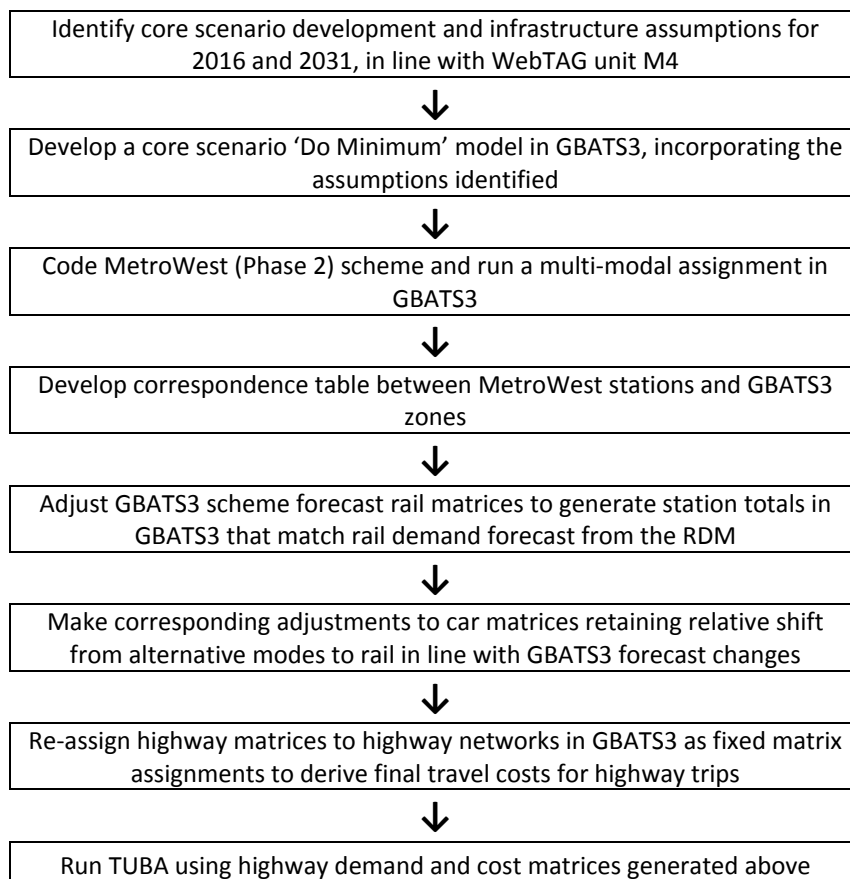 Identify core scenario development and infrastructure assumptions for
2016 and 2031, in line with WebTAG unit M4
Develop a core scenario ‘Do Minimum’ model in GBATS3, incorporating the
assumptions identified
Code MetroWest (Phase 2) scheme and run a multi-modal assignment in
GBATS3
Develop correspondence table between MetroWest stations and GBATS3
zones
Adjust GBATS3 scheme forecast rail matrices to generate station totals in
GBATS3 that match rail demand forecast from the RDM
Make corresponding adjustments to car matrices retaining relative shift
from alternative modes to rail in line with GBATS3 forecast changes
Re-assign highway matrices to highway networks in GBATS3 as fixed matrix
assignments to derive final travel costs for highway trips
Run TUBA using highway demand and cost matrices generated above